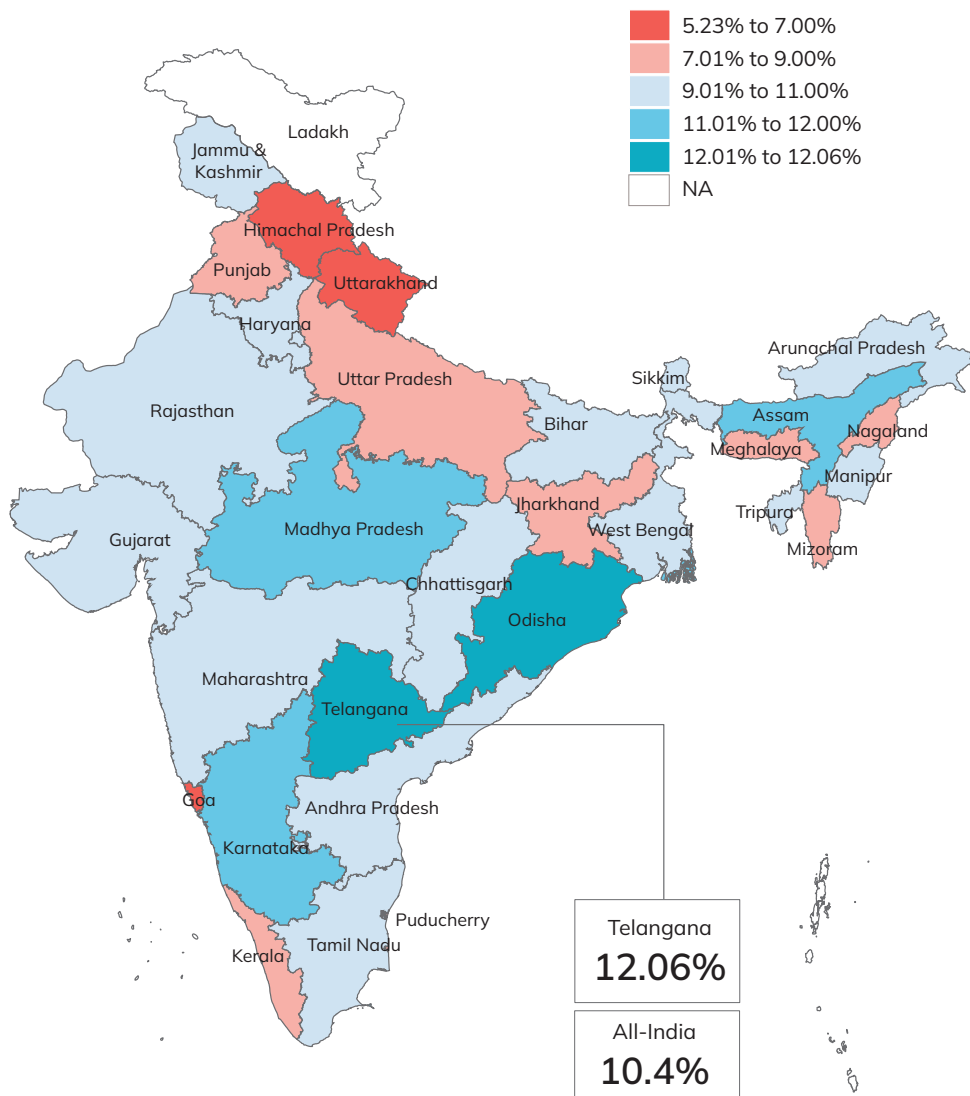 5.23% to 7.00%
7.01% to 9.00%
9.01% to 11.00%
11.01% to 12.00%
12.01% to 12.06%
NA
Ladakh
Jammu &
Kashmir
Himachal Pradesh
Punjab
Uttarakhand
Haryana
Arunachal Pradesh
Uttar Pradesh
Sikkim
Rajasthan
Assam
Bihar
Nagaland
Meghalaya
Manipur
Jharkhand
Tripura
Madhya Pradesh
West Bengal
Gujarat
Mizoram
Chhattisgarh
Odisha
Maharashtra
Telangana
Goa
Andhra Pradesh
Karnataka
Puducherry
Tamil Nadu
Kerala
Telangana
12.06%
All-India
10.4%